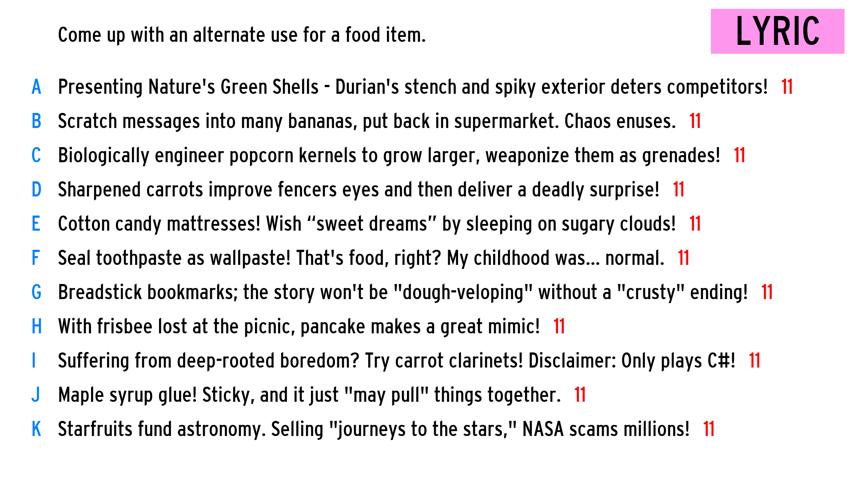 Come up with an alternate use for a food item.
LYRIC
A Presenting Nature's Green Shells - Durian's stench and spiky exterior deters competitors! 11
B Scratch messages into many bananas, put back in supermarket. Chaos enuses. 11
C Biologically engineer popcorn kernels to grow larger, weaponize them as grenades! 11
D Sharpened carrots improve fencers eyes and then deliver a deadly surprise! 11
E Cotton candy mattresses! Wish “sweet dreams” by sleeping on sugary clouds! 11
F Seal toothpaste as wallpaste! That's food, right? My childhood was... normal. 11
G Breadstick bookmarks; the story won't be "dough-veloping" without a "crusty" ending! 11
H With frisbee lost at the picnic, pancake makes a great mimic! 11
I Suffering from deep-rooted boredom? Try carrot clarinets! Disclaimer: Only plays C#! 11
J Maple syrup glue! Sticky, and it just "may pull" things together. 11
K Starfruits fund astronomy. Selling "journeys to the stars," NASA scams millions! 11